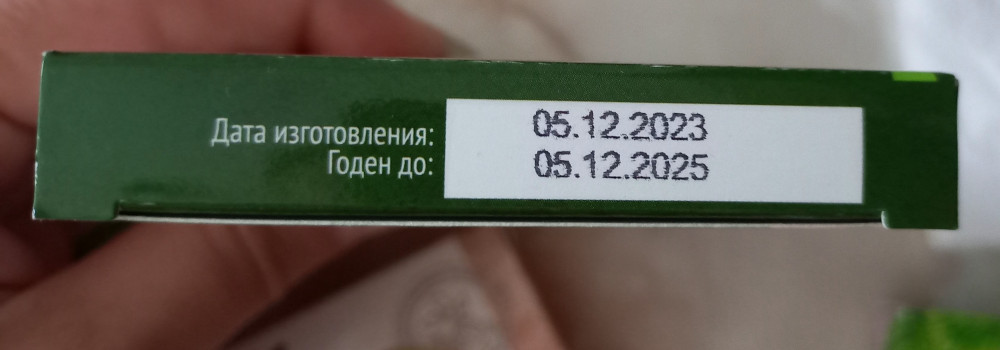 Дата изготовления: 05.12.2023
Годен до: 05.12.2025